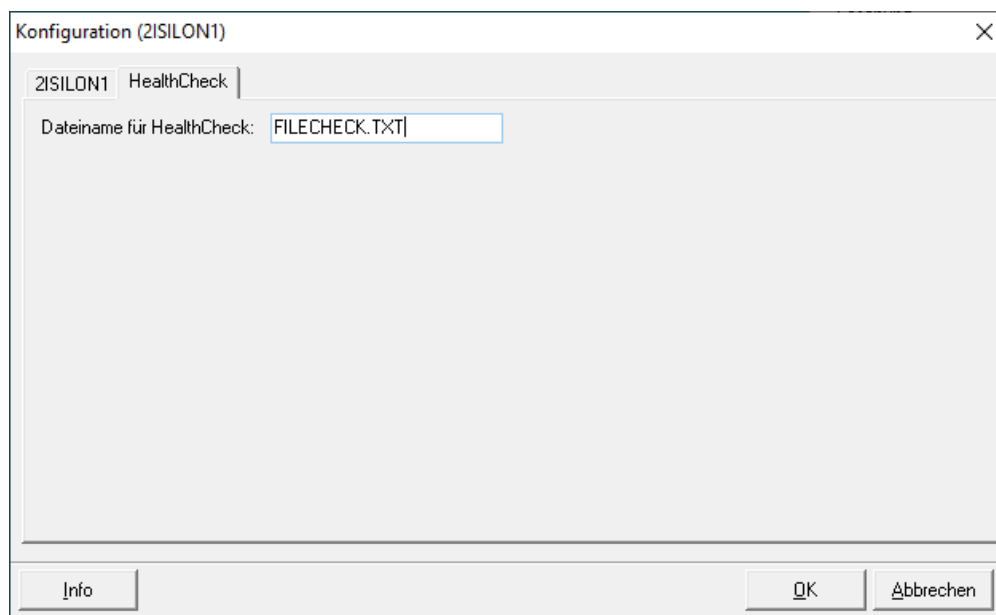 Konfiguration (2ISILON1)
2ISILON1 HealthCheck
Dateiname für HealthCheck: FILECHECK.TXT
Info OK Abbrechen